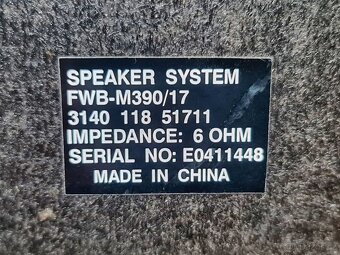 SPEAKER SYSTEM
FWB-M390/17
3140 118 51711
IMPEDANCE: 6 OHM
SERIAL NO: E0411448
MADE IN CHINA